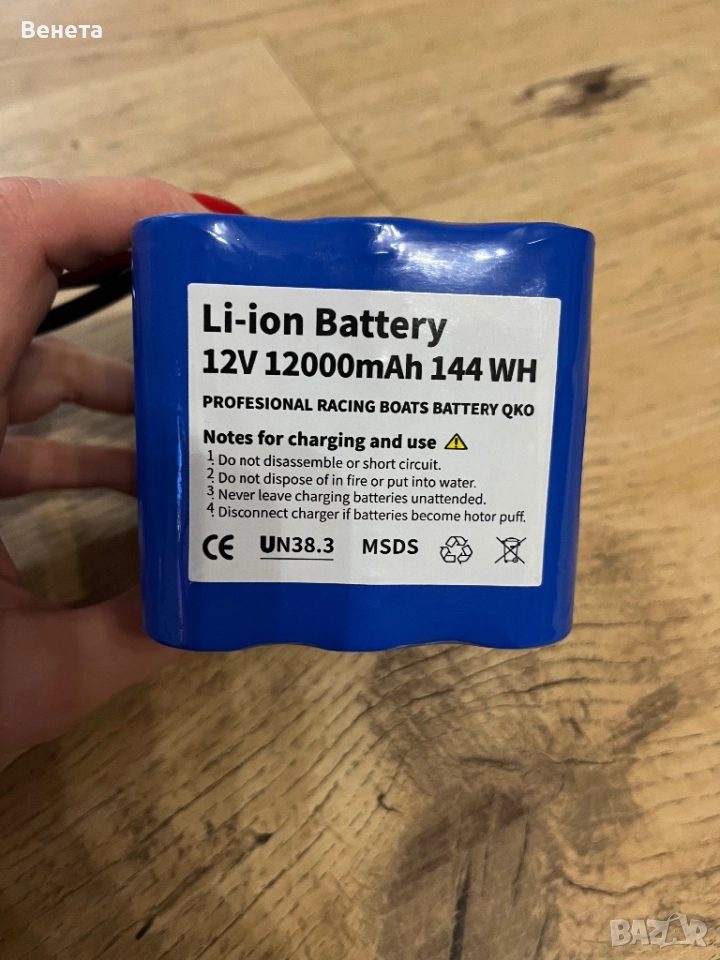 Венета
Li-ion Battery
12V 12000mAh 144 WH
PROFESIONAL RACING BOATS BATTERY QKO
Notes for charging and use
1. Do not disassemble or short circuit.
2. Do not dispose of in fire or put into water.
3. Never leave charging batteries unattended.
4. Disconnect charger if batteries become hotor puff.
CE UN38.3 MSDS
BAZAR